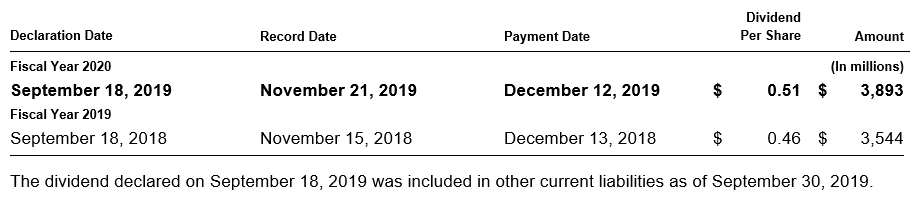 Dividend
Declaration Date Record Date Payment Date Per Share Amount
Fiscal Year 2020 (In millions)
September 18, 2019 November 21, 2019 December 12, 2019 $ 0.51 $ 3,893
Fiscal Year 2019
September 18, 2018 November 15, 2018 December 13, 2018 $ 0.46 $ 3,544
The dividend declared on September 18, 2019 was included in other current liabilities as of September 30, 2019.